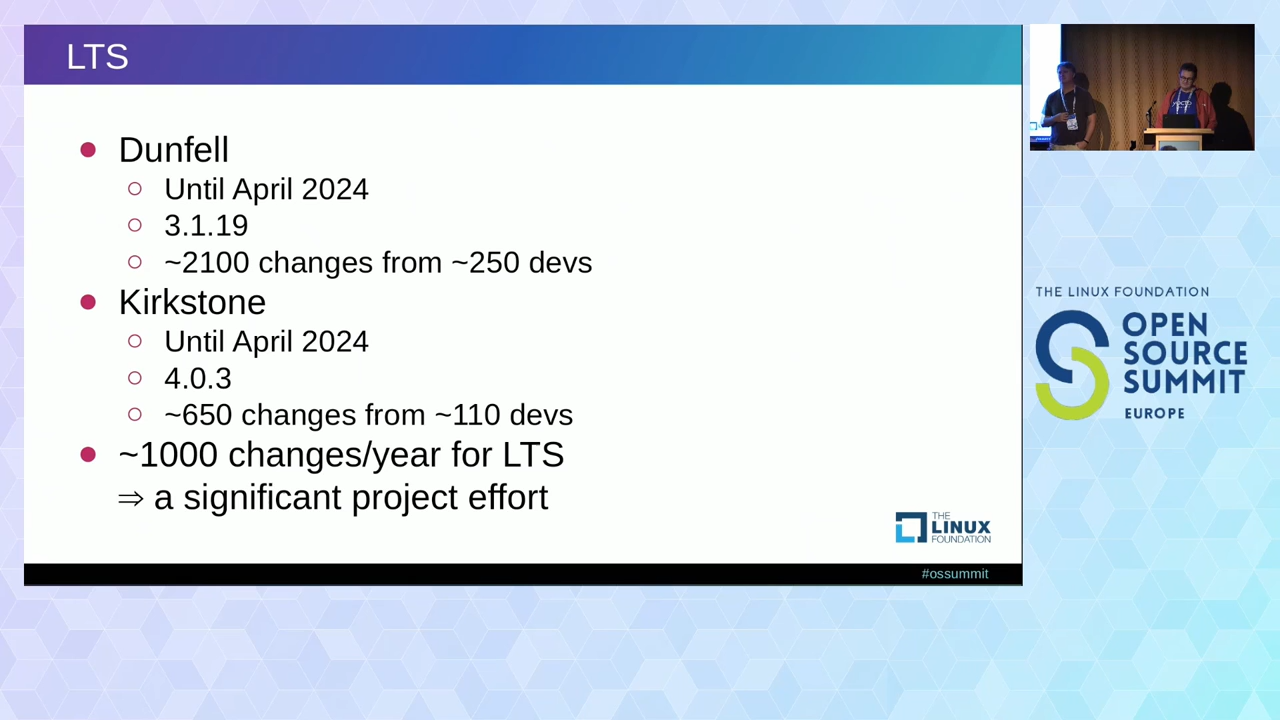 LTS
Dunfell
Until April 2024
3.1.19
~2100 changes from ~250 devs
Kirkstone
Until April 2024
4.0.3
~650 changes from ~110 devs
~1000 changes/year for LTS
⇒ a significant project effort
THE
LINUX
FOUNDATION
#ossummit
THE LINUX FOUNDATION
OPEN
SOURCE
SUMMIT
EUROPE